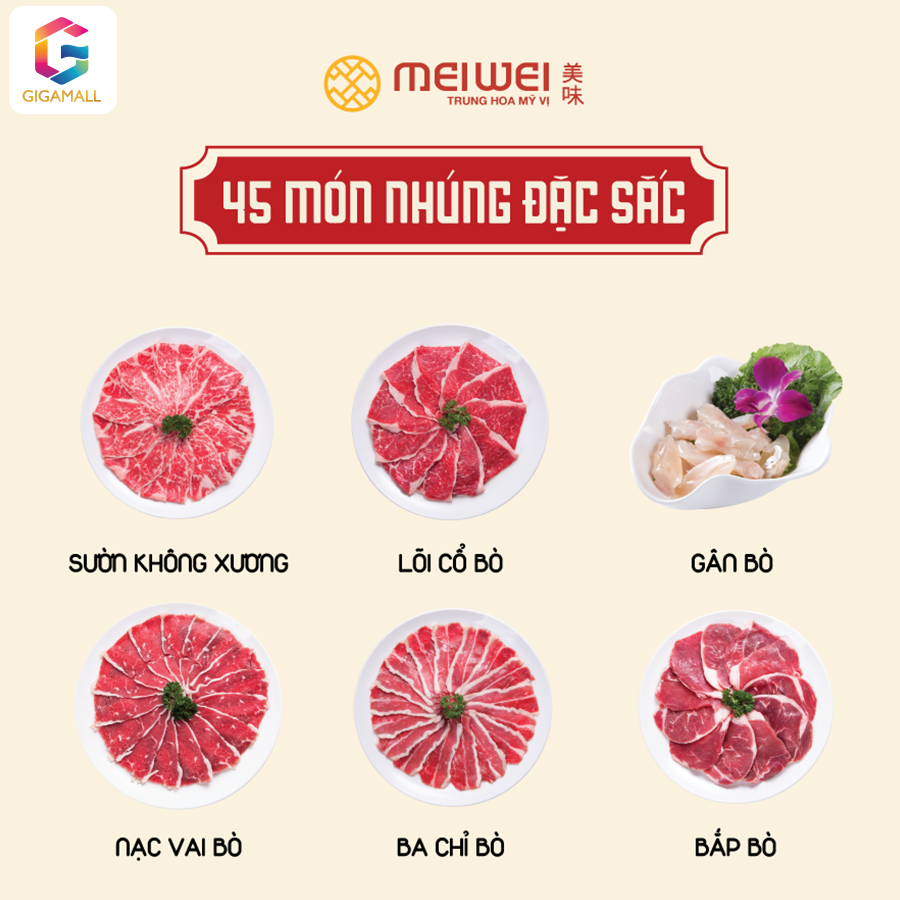 GIGAMALL
MEIWEI 美味
TRUNG HOA MỸ VỊ
45 MÓN NHÚNG ĐẶC SẮC
SƯỜN KHÔNG XƯƠNG
LÕI CỔ BÒ
GÂN BÒ
NẠC VAI BÒ
BA CHỈ BÒ
BẮP BÒ